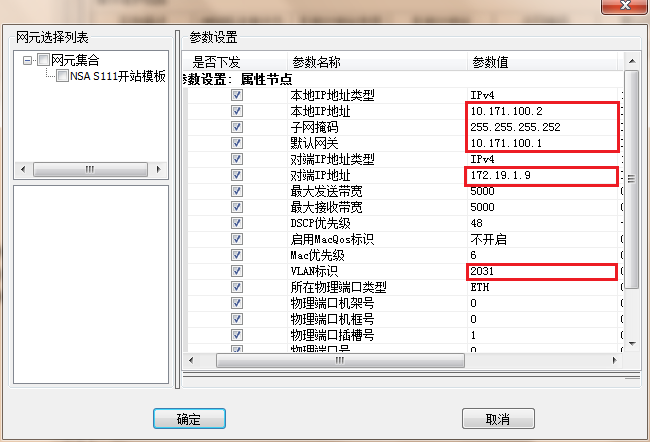 网元选择列表
网元集合
NSA S111开站模板
参数设置
是否下发 参数名称 参数值
参数设置: 属性节点
本地IP地址类型 IPv4
本地IP地址 10.171.100.2
子网掩码 255.255.255.252
默认网关 10.171.100.1
对端IP地址类型 IPv4
对端IP地址 172.19.1.9
最大发送带宽 5000
最大接收带宽 5000
DSCP优先级 48
启用MacQos标识 不开启
Mac优先级 6
VLAN标识 2031
所在物理端口类型 ETH
物理端口机架号 0
物理端口机框号 0
物理端口插槽号 1
物理端口号 0
确定 取消